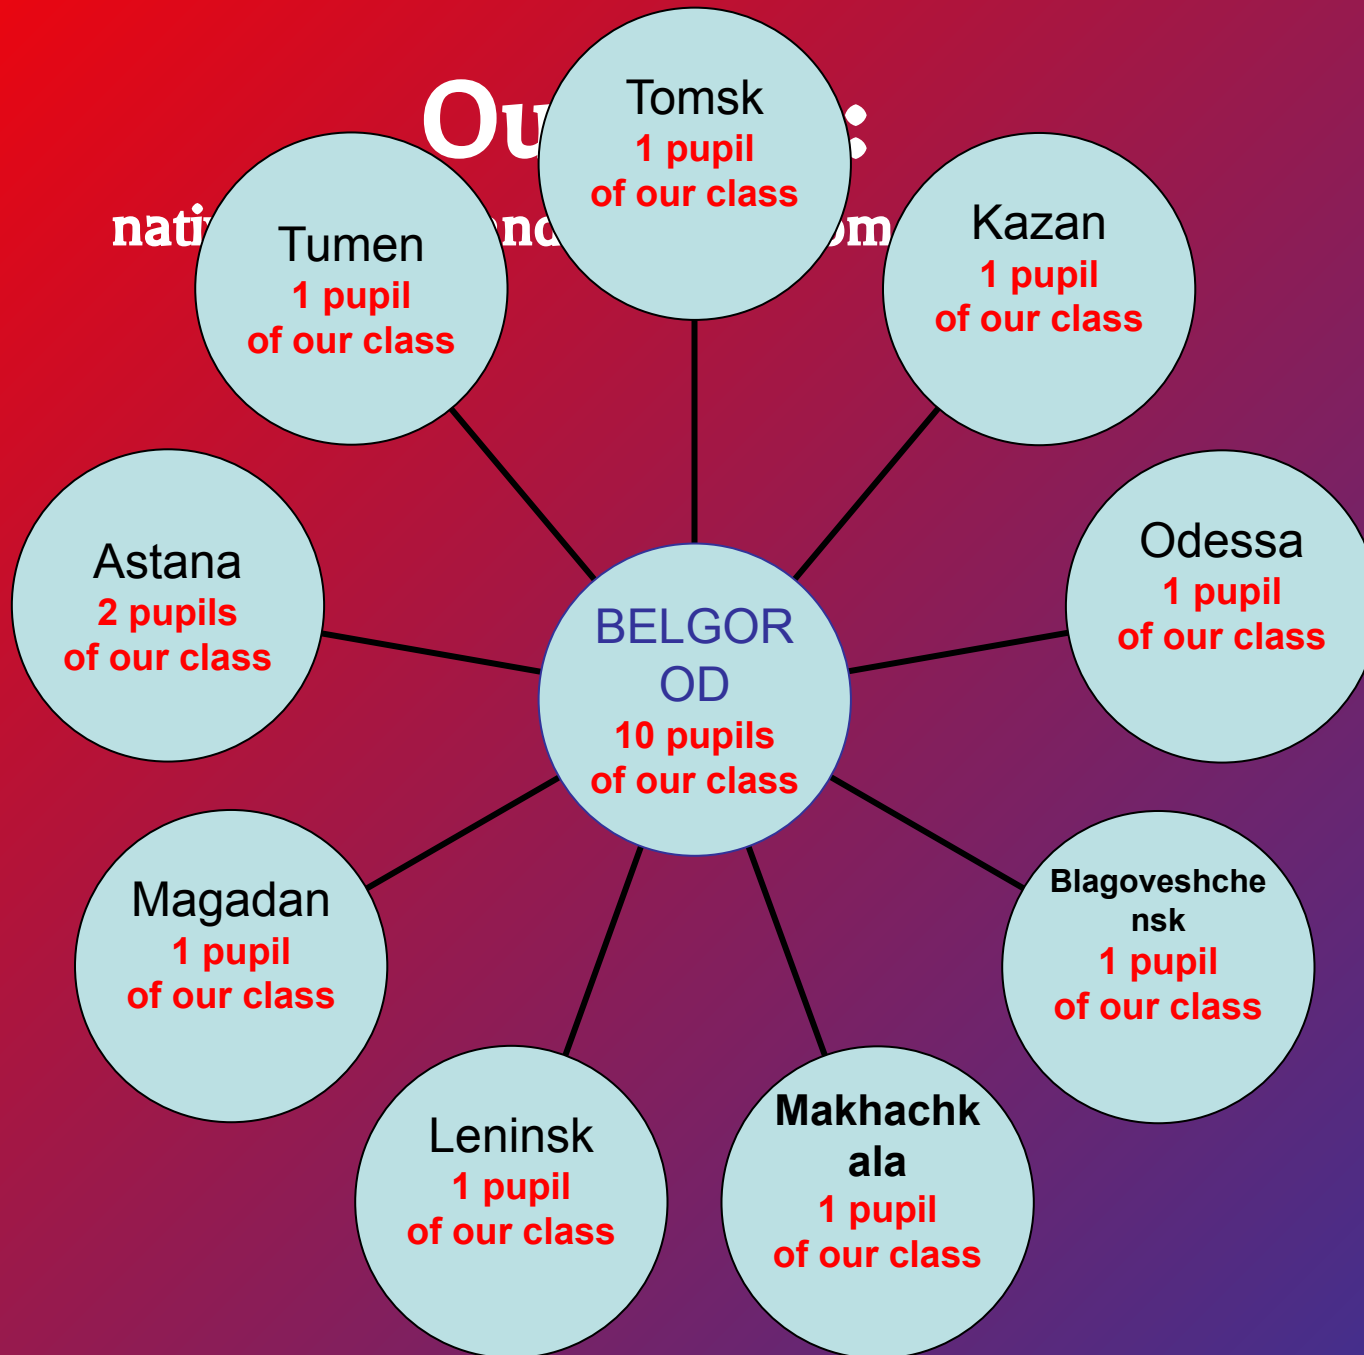 Tomsk
1 pupil
of our class
Tumen
1 pupil
of our class
Kazan
1 pupil
of our class
Astana
2 pupils
of our class
Odessa
1 pupil
of our class
BELGOR
OD
10 pupils
of our class
Magadan
1 pupil
of our class
Blagoveshche
nsk
1 pupil
of our class
Leninsk
1 pupil
of our class
Makhachk
ala
1 pupil
of our class